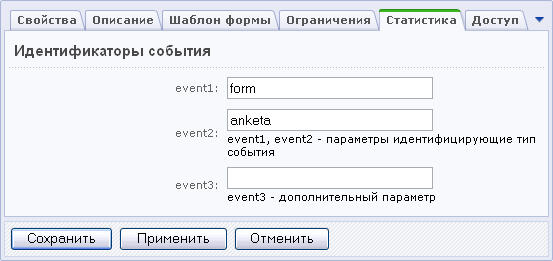 Свойства Описание Шаблон формы Ограничения Статистика Доступ
Идентификаторы события
event1: form
event2: anketa
event1, event2 - параметры идентифицирующие тип
события
event3:
event3 - дополнительный параметр
Сохранить Применить Отменить